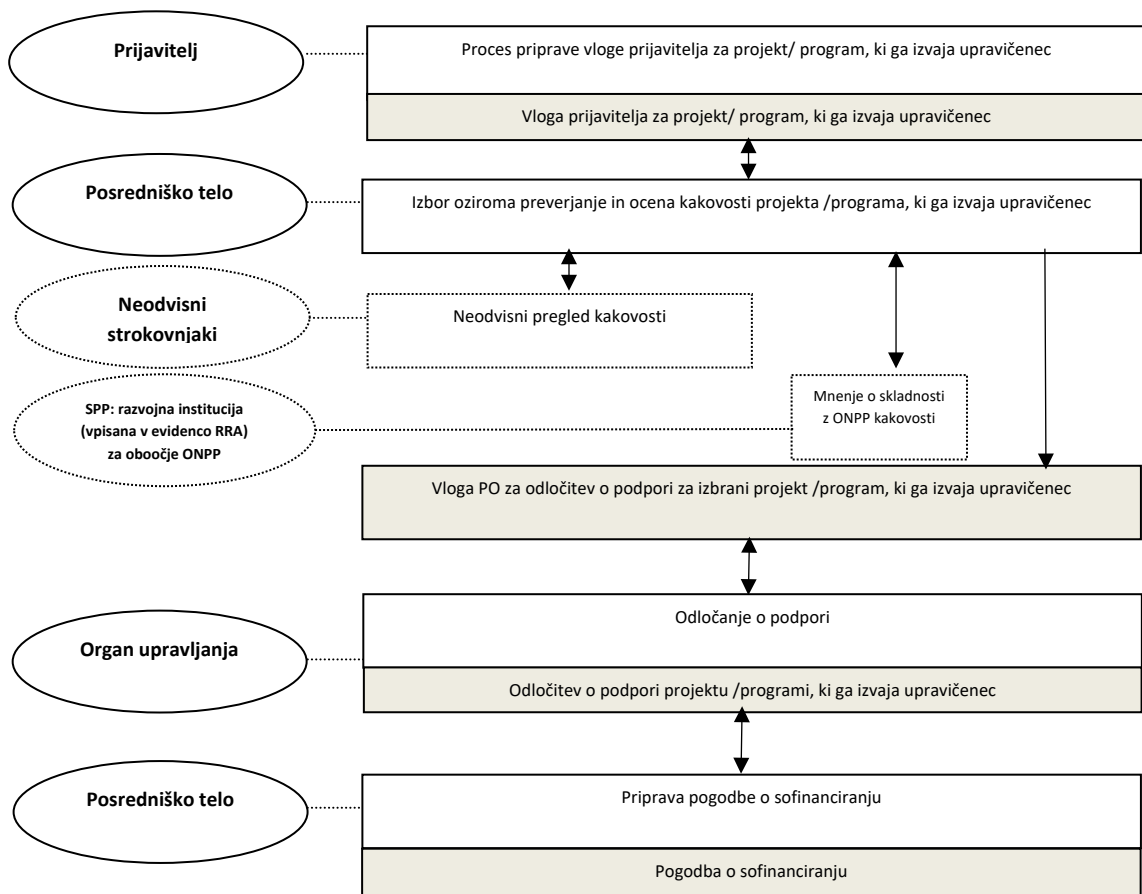 Prijavitelj
Proces priprave vloge prijavitelja za projekt/ program, ki ga izvaja upravičenec
Vloga prijavitelja za projekt/ program, ki ga izvaja upravičenec
Posredniško telo
Izbor oziroma preverjanje in ocena kakovosti projekta /programa, ki ga izvaja upravičenec
Neodvisni
strokovnjaki
Neodvisni pregled kakovosti
SPP: razvojna institucija
(vpisana v evidenco RRA)
za oboočje ONPP
Mnenje o skladnosti
z ONPP kakovosti
Vloga PO za odločitev o podpori za izbrani projekt /program, ki ga izvaja upravičenec
Organ upravljanja
Odločanje o podpori
Odločitev o podpori projektu /programi, ki ga izvaja upravičenec
Posredniško telo
Priprava pogodbe o sofinanciranju
Pogodba o sofinanciranju